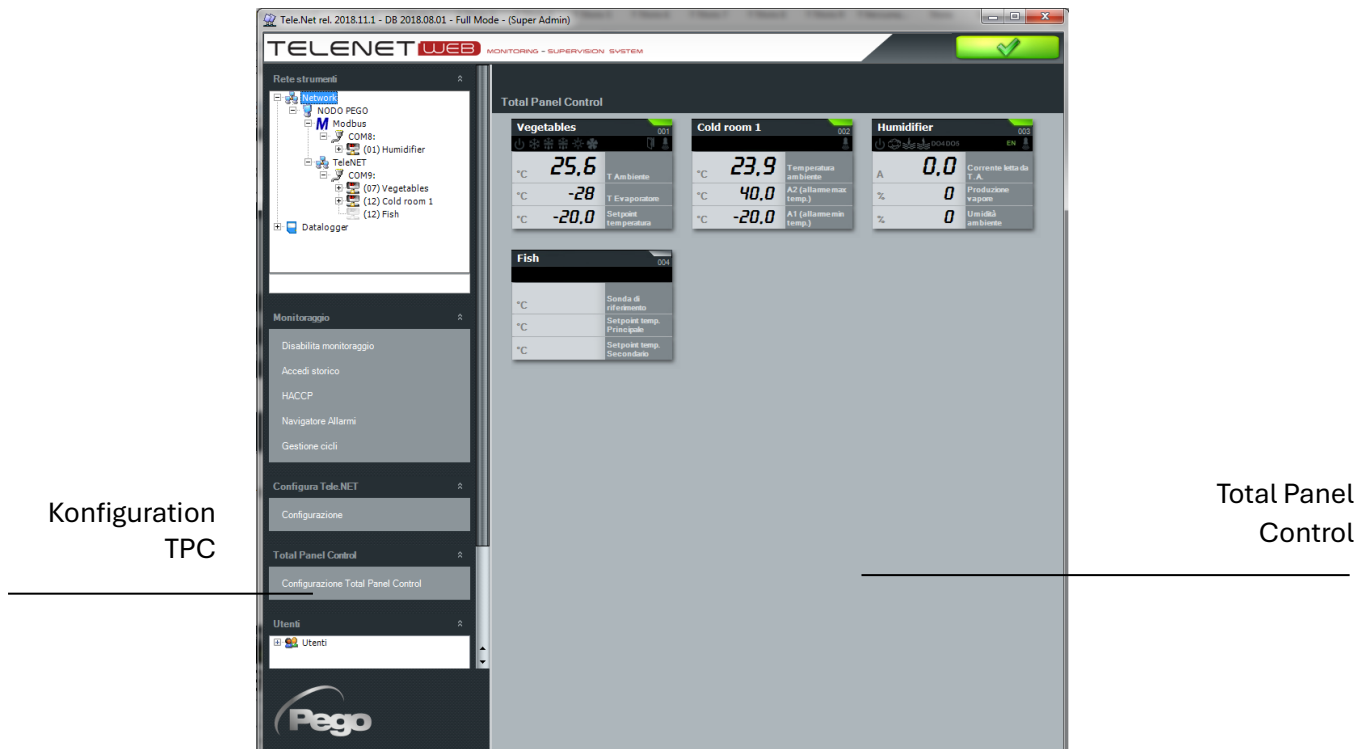 Tele.Net rel. 2018.11.1 - DB 2018.08.01 - Full Mode - (Super Admin)
TELENET WEB MONITORING - SUPERVISION SYSTEM
Rete strumenti
Network
NODO PEGO
Modbus
COM8:
(01) Humidifier
TeleNET
COM9:
(07) Vegetables
(12) Cold room 1
(12) Fish
Datalogger
Monitoraggio
Disabilita monitoraggio
Accedi storico
HACCP
Navigatore Allarmi
Gestione cicli
Configura Tele.NET
Configurazione
Total Panel Control
Configurazione Total Panel Control
Utenti
Utenti
Pego
Total Panel Control
Vegetables 001
°C 25,6 T Ambiente
°C -28 T Evaporatore
°C -20,0 Setpoint
temperatura
Cold room 1 002
°C 23,9 Temperatura
ambiente
°C 40,0 A2 (allarme max
temp.)
°C -20,0 A1 (allarme min
temp.)
Humidifier 003
DO4 DO5 EN
A 0,0 Corrente letta da
T. A.
% 0 Produzione
vapore
% 0 Umidità
ambiente
Fish 004
°C Sonda di
riferimento
°C Setpoint temp.
Principale
°C Setpoint temp.
Secondario
Konfiguration
TPC
Total Panel
Control